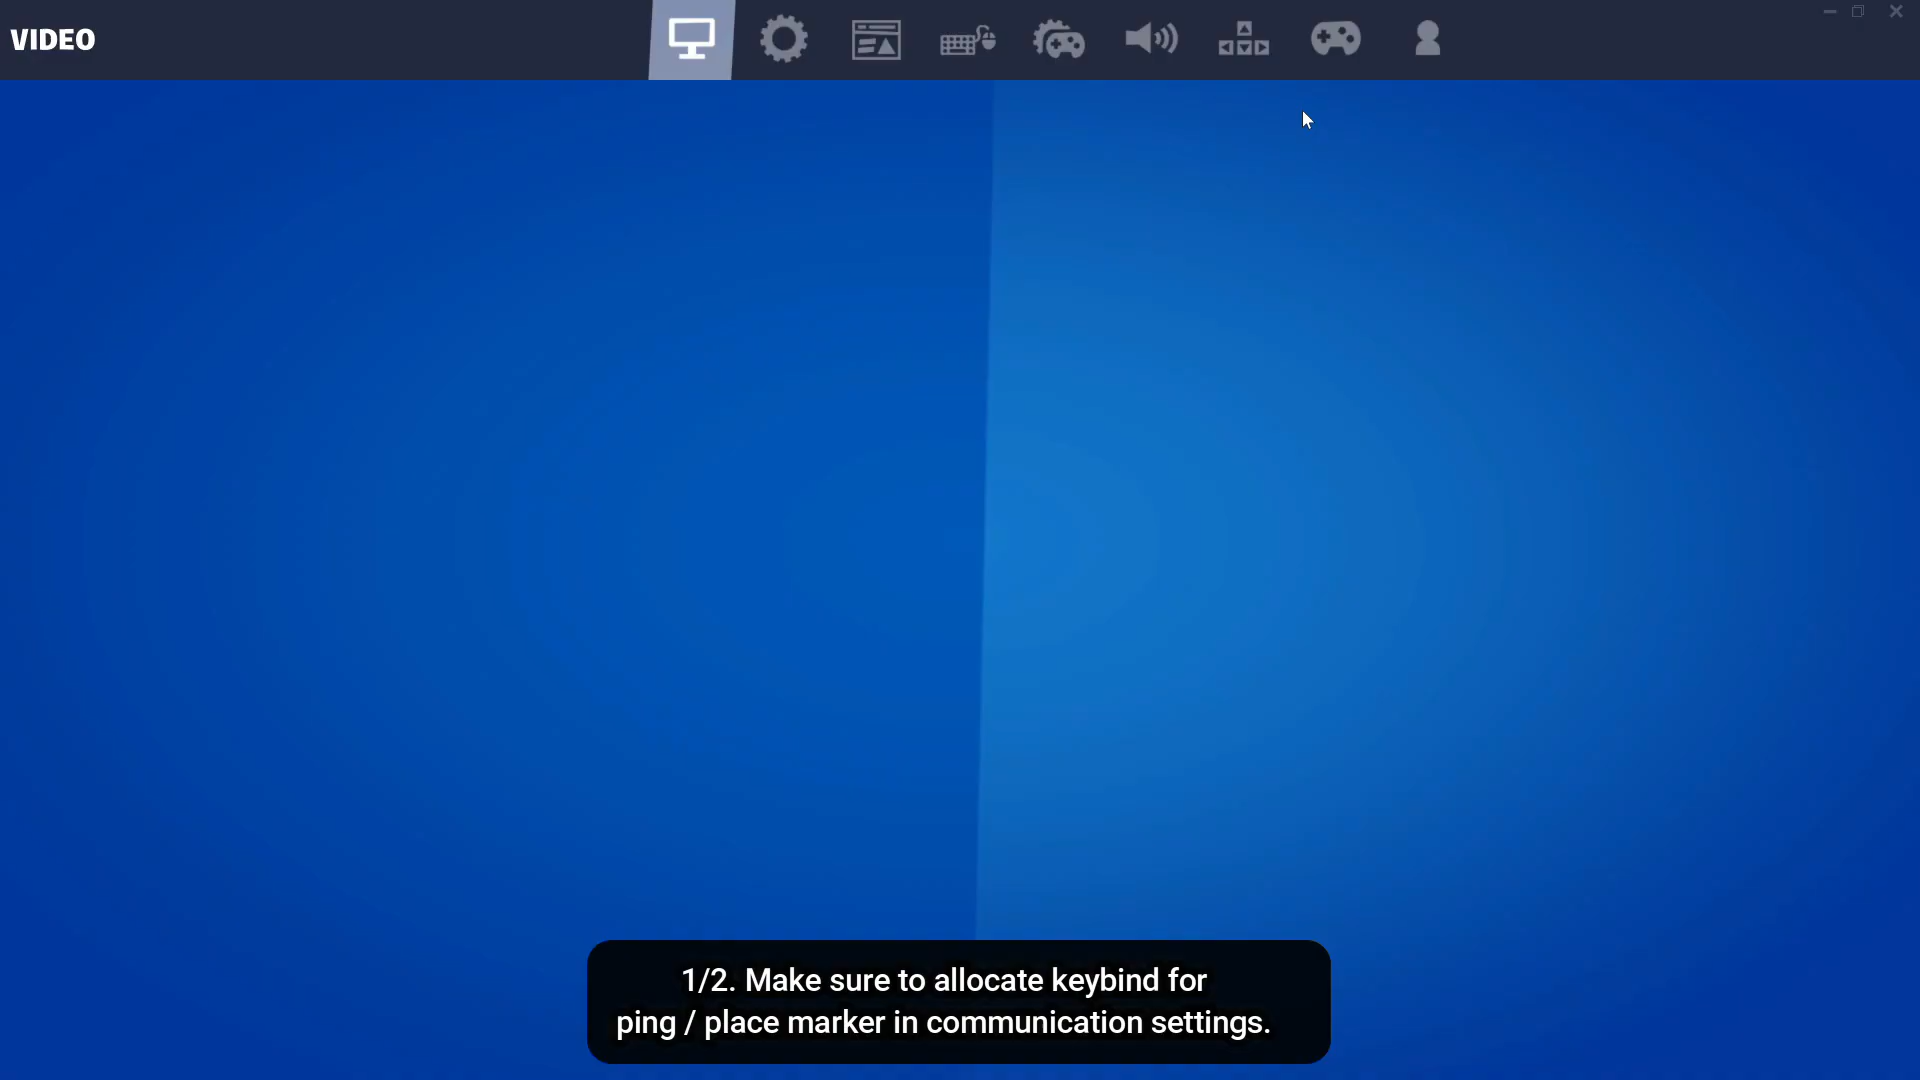 VIDEO
1/2. Make sure to allocate keybind for
ping / place marker in communication settings.